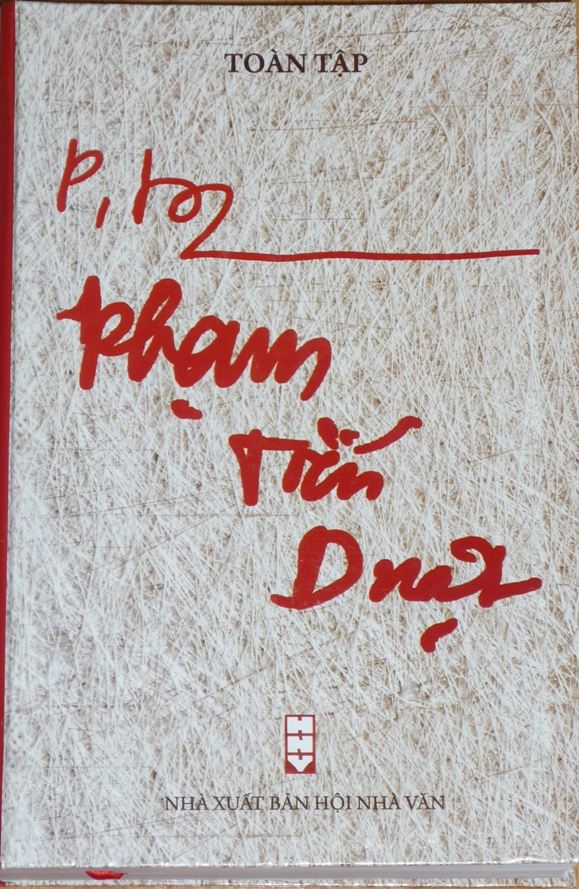 TOÀN TẬP
Phạm
Tiến
Duật
NHÀ XUẤT BẢN HỘI NHÀ VĂN